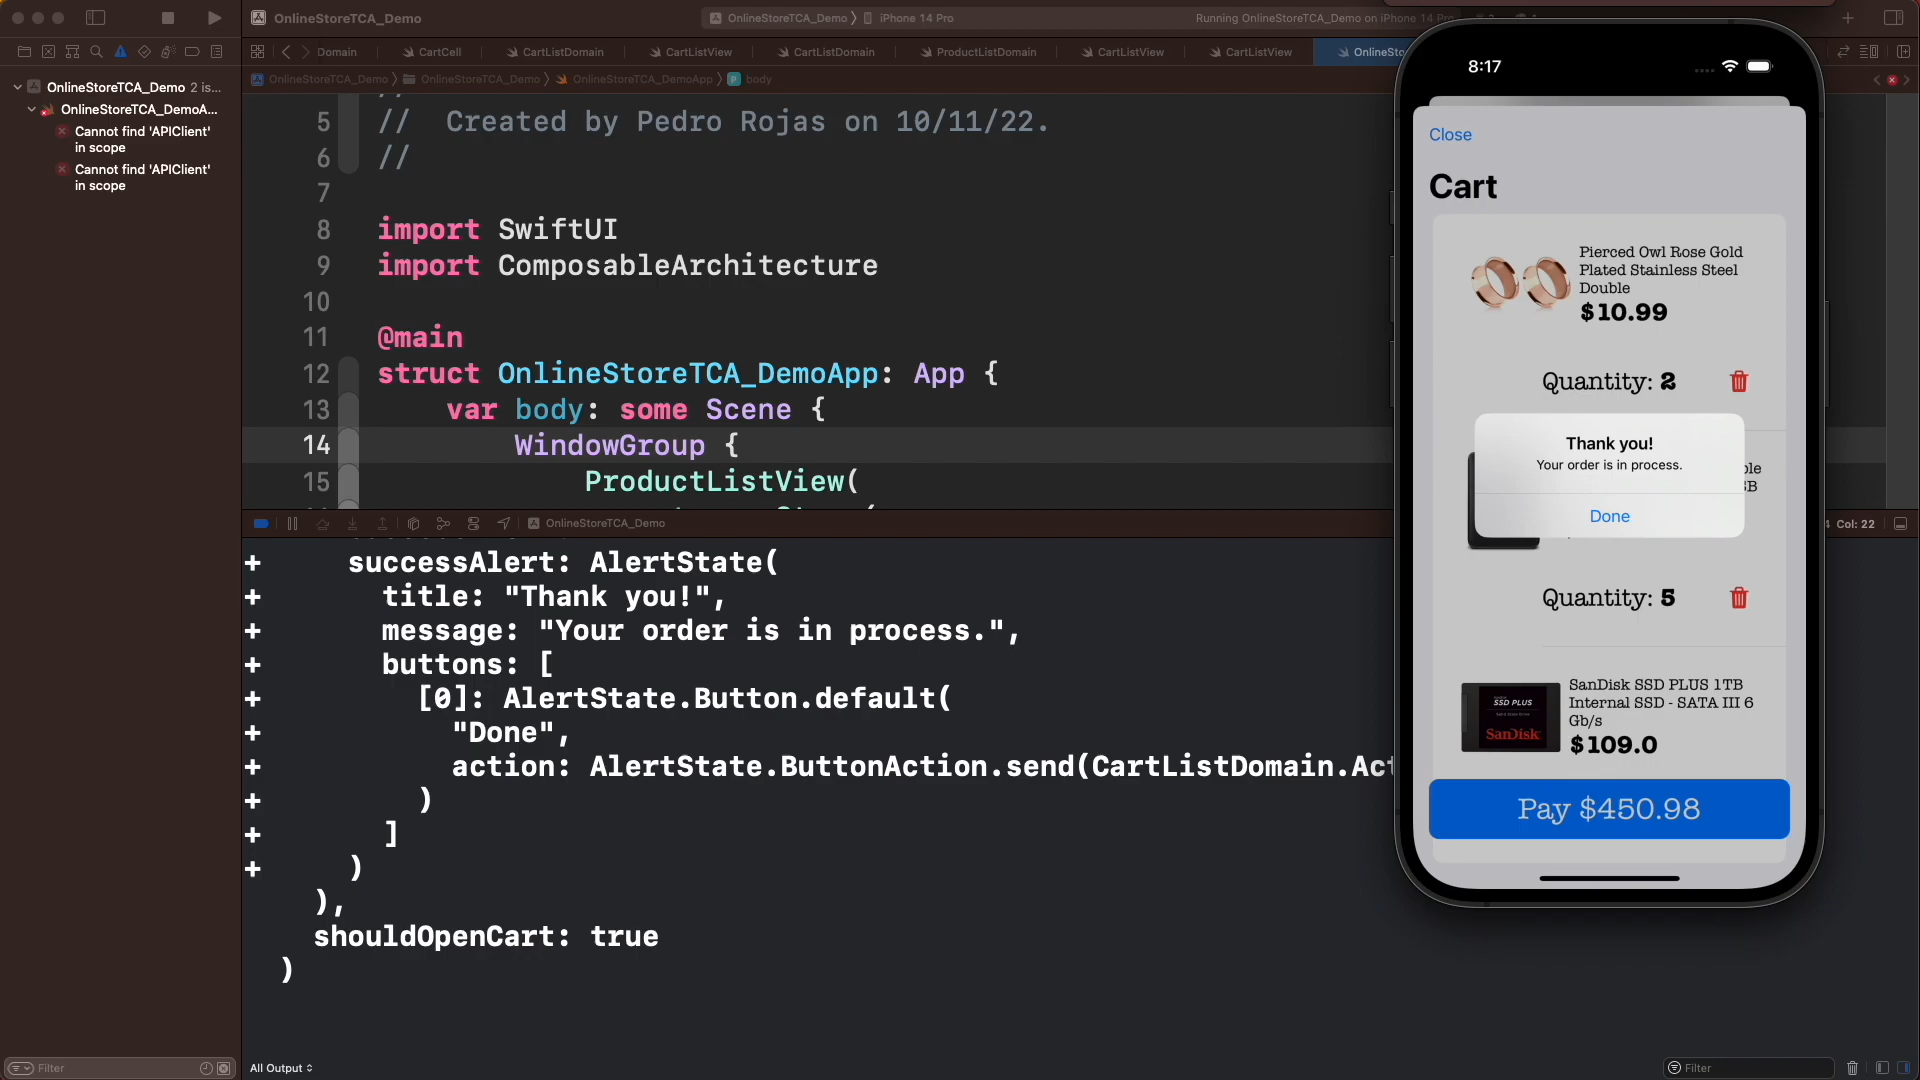 OnlineStoreTCA_Demo
OnlineStoreTCA_Demo
iPhone 14 Pro
Running OnlineStoreTCA_Demo on iPhone 14 Pro
Domain
CartCell
CartListDomain
CartListView
CartListDomain
ProductListDomain
CartListView
CartListView
OnlineSto
OnlineStoreTCA_Demo
OnlineStoreTCA_Demo
OnlineStoreTCA_DemoApp
body
OnlineStoreTCA_Demo 2 is...
OnlineStoreTCA_DemoA...
Cannot find 'APIClient'
in scope
Cannot find 'APIClient'
in scope
5 //  Created by Pedro Rojas on 10/11/22.
6 //
7
8 import SwiftUI
9 import ComposableArchitecture
10
11 @main
12 struct OnlineStoreTCA_DemoApp: App {
13 var body: some Scene {
14 WindowGroup {
15 ProductListView(
OnlineStoreTCA_Demo
Col: 22
+ successAlert: AlertState(
+ title: "Thank you!",
+ message: "Your order is in process.",
+ buttons: [
+ [0]: AlertState.Button.default(
+ "Done",
+ action: AlertState.ButtonAction.send(CartListDomain.Act
+ )
+ ]
+ )
),
shouldOpenCart: true
)
Filter
All Output
Filter
8:17
Close
Cart
Pierced Owl Rose Gold
Plated Stainless Steel
Double
$10.99
Quantity: 2
Thank you!
Your order is in process.
Done
Quantity: 5
SSD PLUS
SanDisk
SanDisk SSD PLUS 1TB
Internal SSD - SATA III 6
Gb/s
$109.0
Pay $450.98